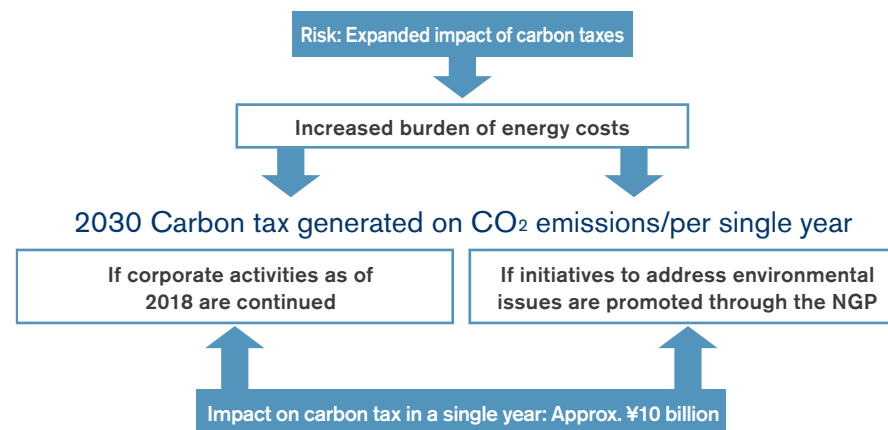 Risk: Expanded impact of carbon taxes
Increased burden of energy costs
2030 Carbon tax generated on CO₂ emissions/per single year
If corporate activities as of
2018 are continued
If initiatives to address environmental
issues are promoted through the NGP
Impact on carbon tax in a single year: Approx. ¥10 billion